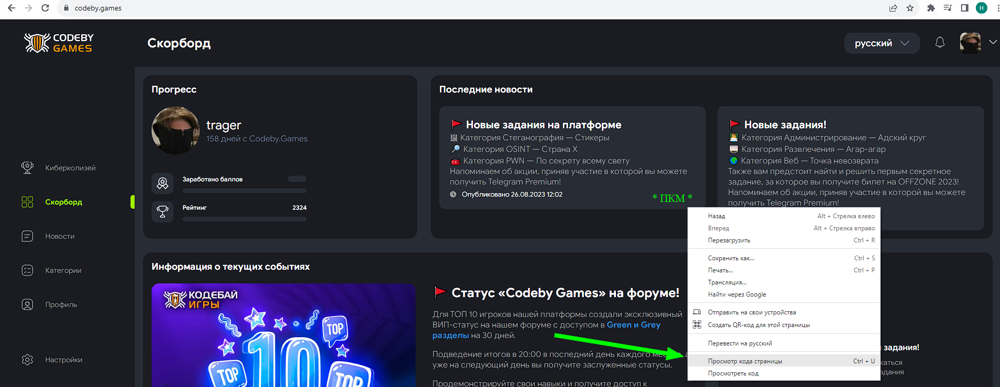 codeby.games
H
CODEBY
GAMES
Скорборд
русский
Киберколизей
Скорборд
Новости
Категории
Профиль
Настройки
Прогресс
trager
158 дней с Codeby.Games
Заработано баллов
Рейтинг 2324
Последние новости
Новые задания на платформе
Категория Стеганография — Стикеры
Категория OSINT — Страна X
Категория PWN — По секрету всему свету
Напоминаем об акции, приняв участие в которой вы можете
получить Telegram Premium!
Опубликовано 26.08.2023 12:02
* ПКМ *
Новые задания!
Категория Администрирование — Адский круг
Категория Развлечения — Агар-агар
Категория Веб — Точка невозврата
Также вам предстоит найти и решить первым секретное
задание, за которое вы получите билет на OFFZONE 2023!
Напоминаем об акции, приняв участие в которой вы можете
получить Telegram Premium!
Назад Alt + Стрелка влево
Вперед Alt + Стрелка вправо
Перезагрузить Ctrl + R
Сохранить как... Ctrl + S
Печать... Ctrl + P
Трансляция...
Найти через Google
Отправить на свои устройства
Создать QR-код для этой страницы
Перевести на русский
Просмотр кода страницы Ctrl + U
Просмотреть код
Информация о текущих событиях
КОДЕБАЙ
ИГРЫ
TOP
10
TOP
TOP
Статус «Codeby Games» на форуме!
Для ТОП 10 игроков нашей платформы создали эксклюзивный
ВИП-статус на нашем форуме с доступом в Green и Grey
разделы на 30 дней.
Подведение итогов в 20:00 в последний день каждого а
уже на следующий день вы получите заслуженные статусы.
Продемонстрируйте свои навыки и получите доступ к
задания!